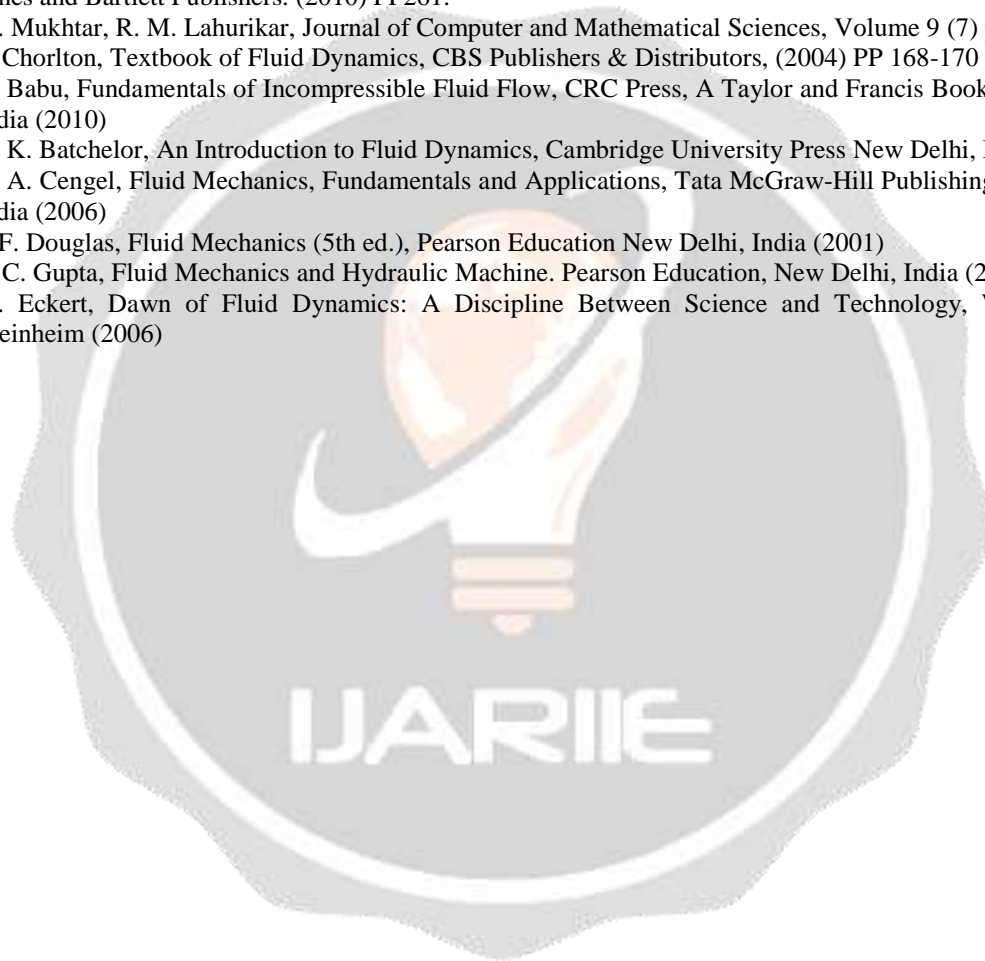 nes and Bartlett Publishers. (2010) PP261.
. Mukhtar, R. M. Lahurikar, Journal of Computer and Mathematical Sciences, Volume 9 (7)
Chorlton, Textbook of Fluid Dynamics, CBS Publishers & Distributors, (2004) PP 168-170
Babu, Fundamentals of Incompressible Fluid Flow, CRC Press, A Taylor and Francis Book
dia (2010)
K. Batchelor, An Introduction to Fluid Dynamics, Cambridge University Press New Delhi,
A. Cengel, Fluid Mechanics, Fundamentals and Applications, Tata McGraw-Hill Publishing
dia (2006)
F. Douglas, Fluid Mechanics (5th ed.), Pearson Education New Delhi, India (2001)
C. Gupta, Fluid Mechanics and Hydraulic Machine. Pearson Education, New Delhi, India (2
. Eckert, Dawn of Fluid Dynamics: A Discipline Between Science and Technology,
einheim (2006)
IJARIIE